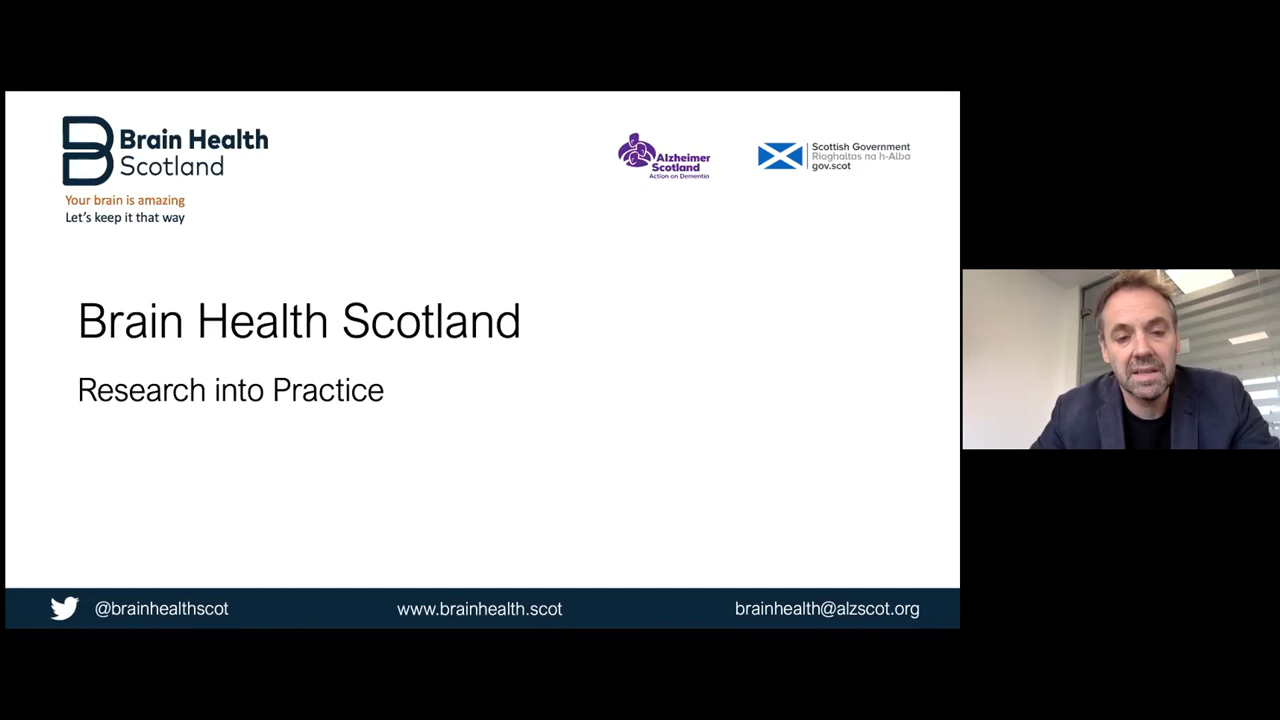 Brain Health
Scotland
Your brain is amazing
Let's keep it that way
Alzheimer
Scotland
Action on Dementia
Scottish Government
Riaghaltas na h-Alba
gov.scot
Brain Health Scotland
Research into Practice
@brainhealthscot
www.brainhealth.scot
brainhealth@alzscot.org